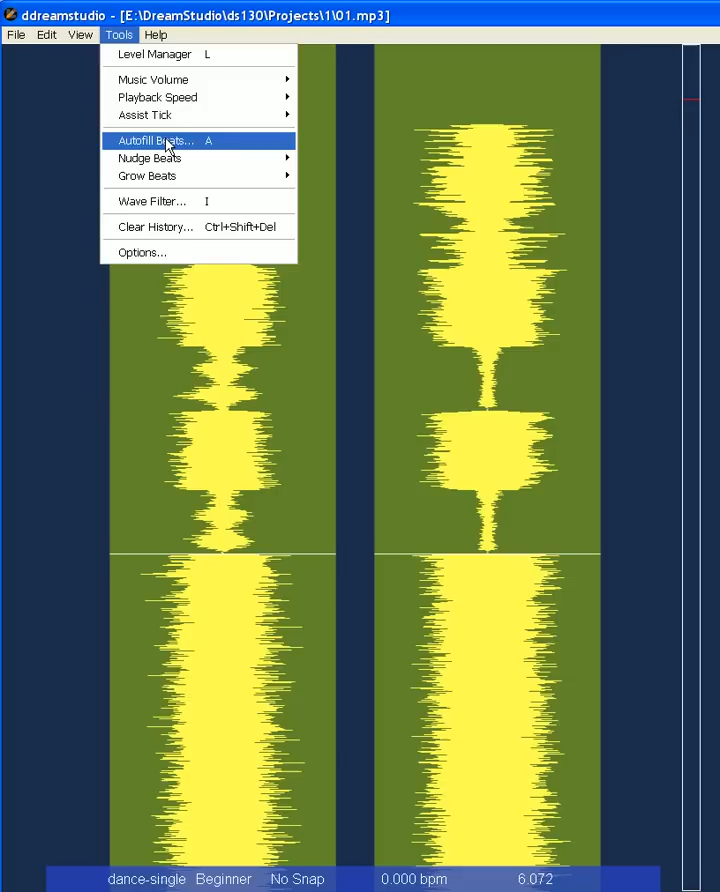 ddreamstudio - [E:\DreamStudio\ds130\Projects\1\01.mp3]
File Edit View Tools Help
Level Manager L
Music Volume
Playback Speed
Assist Tick
Autofill Beats... A
Nudge Beats
Grow Beats
Wave Filter... I
Clear History... Ctrl+Shift+Del
Options...
dance-single Beginner No Snap 0.000 bpm 6.072